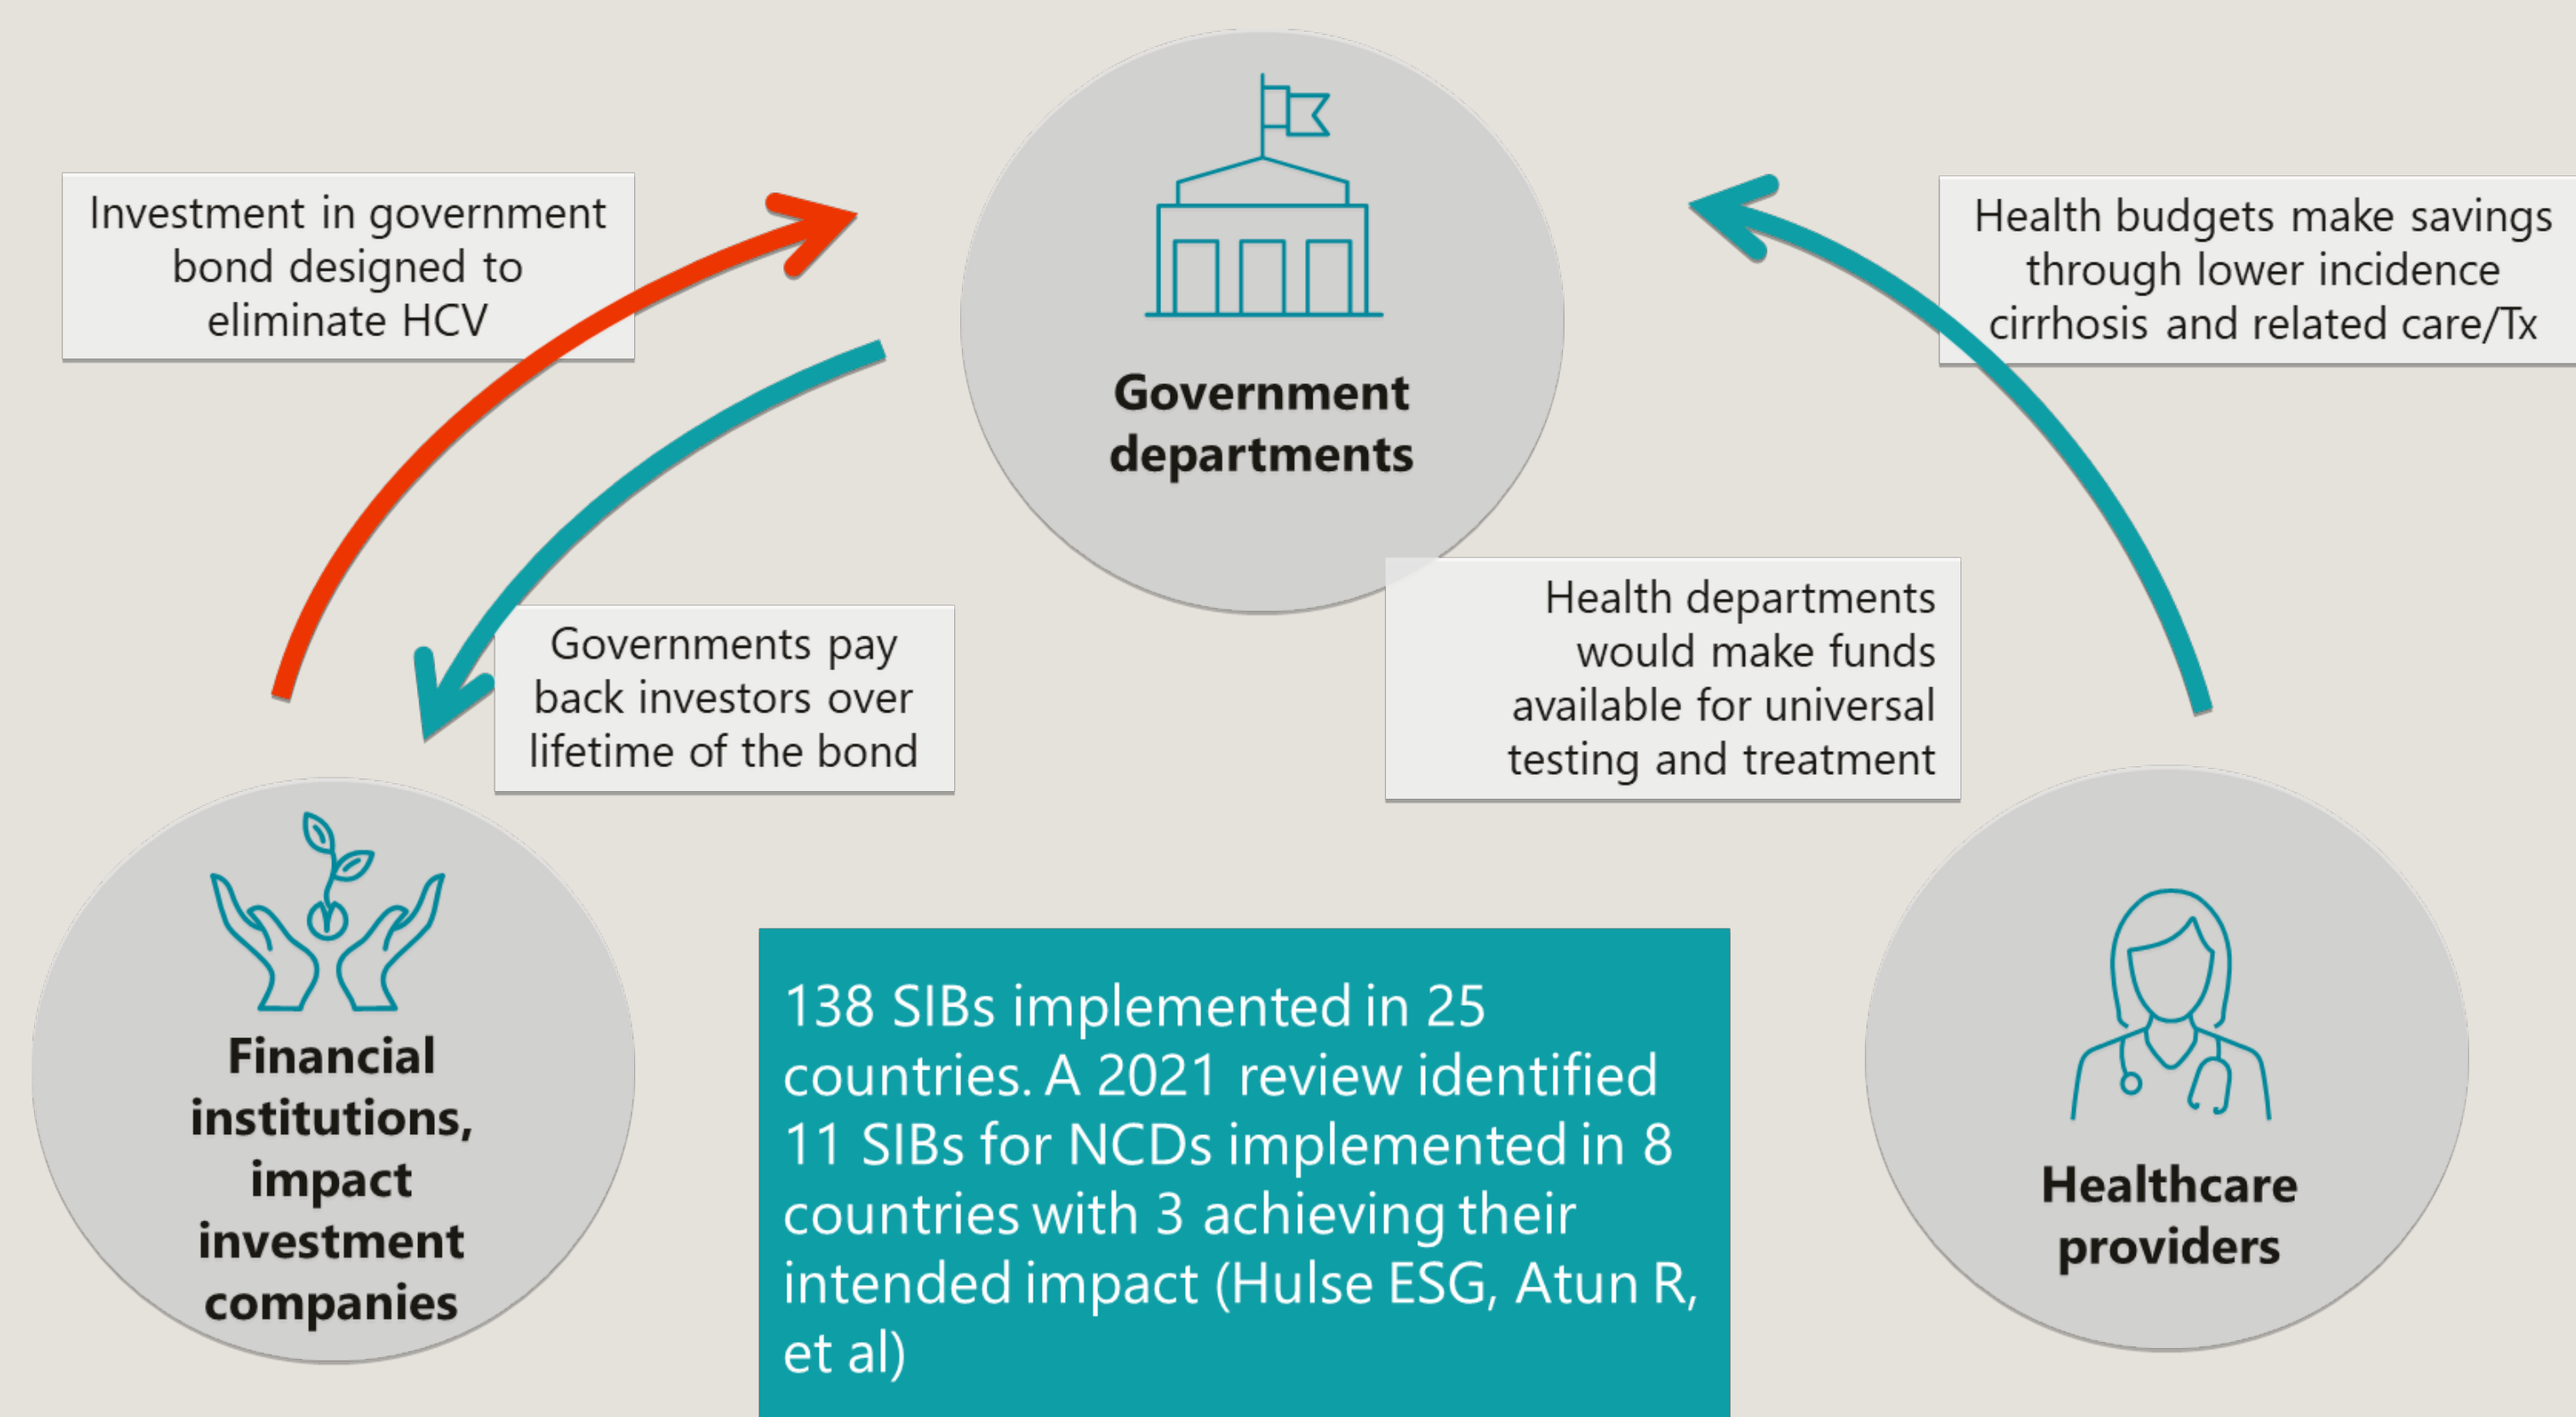 Investment in government
bond designed to
eliminate HCV
Government
departments
Health budgets make savings
through lower incidence
cirrhosis and related care/Tx
Governments pay
back investors over
lifetime of the bond
Health departments
would make funds
available for universal
testing and treatment
Financial
institutions,
impact
investment
companies
138 SIBs implemented in 25
countries. A 2021 review identified
11 SIBs for NCDs implemented in 8
countries with 3 achieving their
intended impact (Hulse ESG, Atun R,
et al)
Healthcare
providers